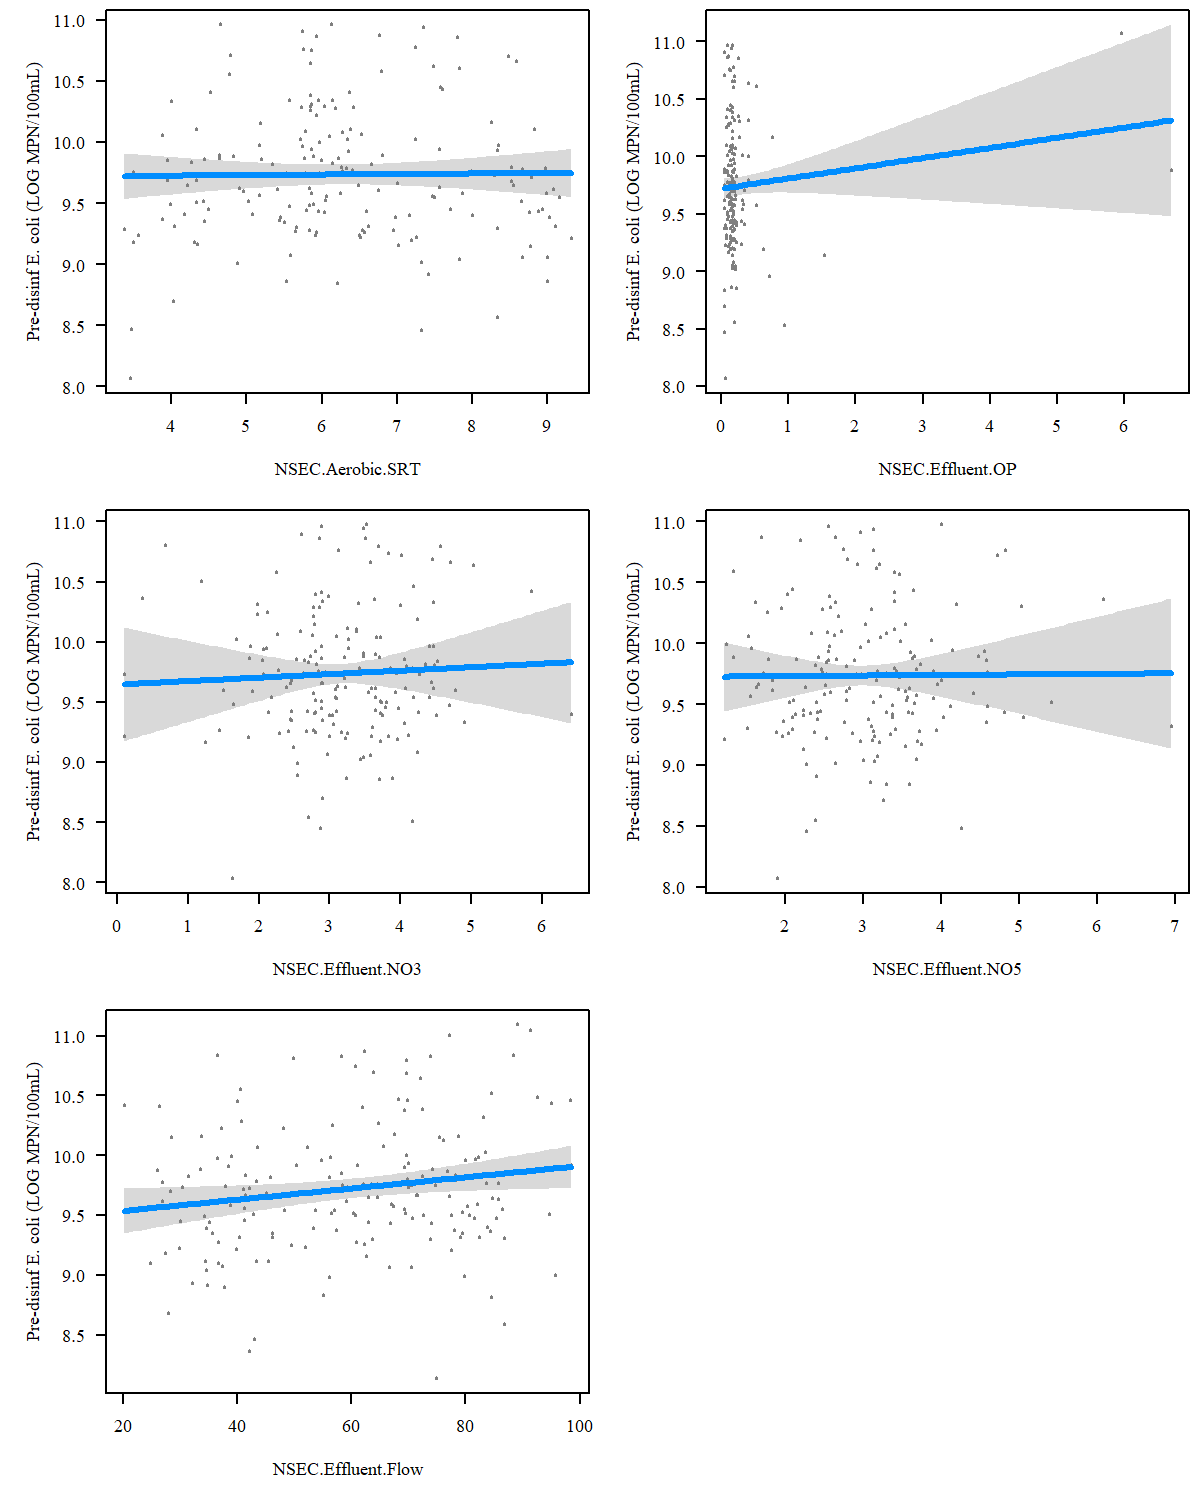 Pre-disinf E. coli (LOG MPN/100mL)
11.0
10.5
10.0
9.5
9.0
8.5
8.0
4 5 6 7 8 9
NSEC.Aerobic.SRT
Pre-disinf E. coli (LOG MPN/100mL)
11.0
10.5
10.0
9.5
9.0
8.5
8.0
0 1 2 3 4 5 6
NSEC.Effluent.OP
Pre-disinf E. coli (LOG MPN/100mL)
11.0
10.5
10.0
9.5
9.0
8.5
8.0
0 1 2 3 4 5 6
NSEC.Effluent.NO3
Pre-disinf E. coli (LOG MPN/100mL)
11.0
10.5
10.0
9.5
9.0
8.5
8.0
2 3 4 5 6 7
NSEC.Effluent.NO5
Pre-disinf E. coli (LOG MPN/100mL)
11.0
10.5
10.0
9.5
9.0
8.5
20 40 60 80 100
NSEC.Effluent.Flow